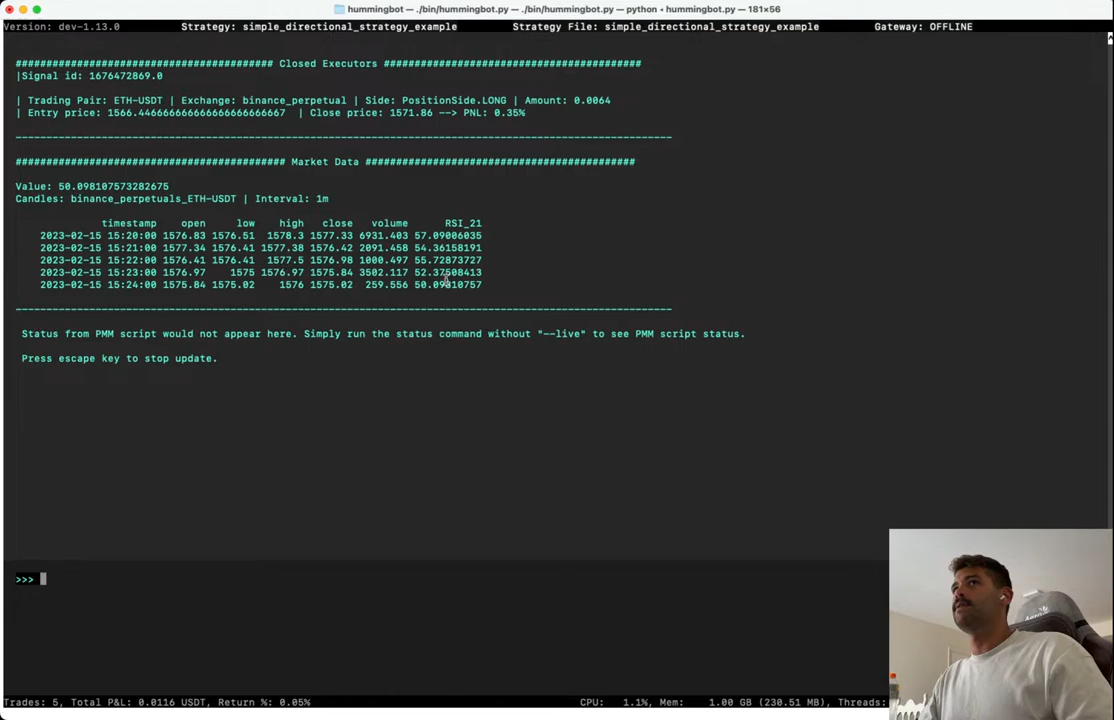 hummingbot — ./bin/hummingbot.py — ./bin/hummingbot.py — python • hummingbot.py — 181×56
Version: dev-1.13.0 Strategy: simple_directional_strategy_example Strategy File: simple_directional_strategy_example Gateway: OFFLINE
########################################## Closed Executors ##########################################
|Signal id: 1676472869.0
| Trading Pair: ETH-USDT | Exchange: binance_perpetual | Side: PositionSide.LONG | Amount: 0.0064
| Entry price: 1566.446666666666666666666667 | Close price: 1571.86 --> PNL: 0.35%
-----------------------------------------------------------------------------------------------------------
############################################ Market Data ############################################
Value: 50.098107573282675
Candles: binance_perpetuals_ETH-USDT | Interval: 1m
timestamp open low high close volume RSI_21
2023-02-15 15:20:00 1576.83 1576.51 1578.3 1577.33 6931.403 57.09006035
2023-02-15 15:21:00 1577.34 1576.41 1577.38 1576.42 2091.458 54.36158191
2023-02-15 15:22:00 1576.41 1576.41 1577.5 1576.98 1000.497 55.72873727
2023-02-15 15:23:00 1576.97 1575 1576.97 1575.84 3502.117 52.37508413
2023-02-15 15:24:00 1575.84 1575.02 1576 1575.02 259.556 50.09810757
-----------------------------------------------------------------------------------------------------------
Status from PMM script would not appear here. Simply run the status command without "--live" to see PMM script status.
Press escape key to stop update.
>>>
Trades: 5, Total P&L: 0.0116 USDT, Return %: 0.05% CPU: 1.1%, Mem: 1.00 GB (230.51 MB), Threads: